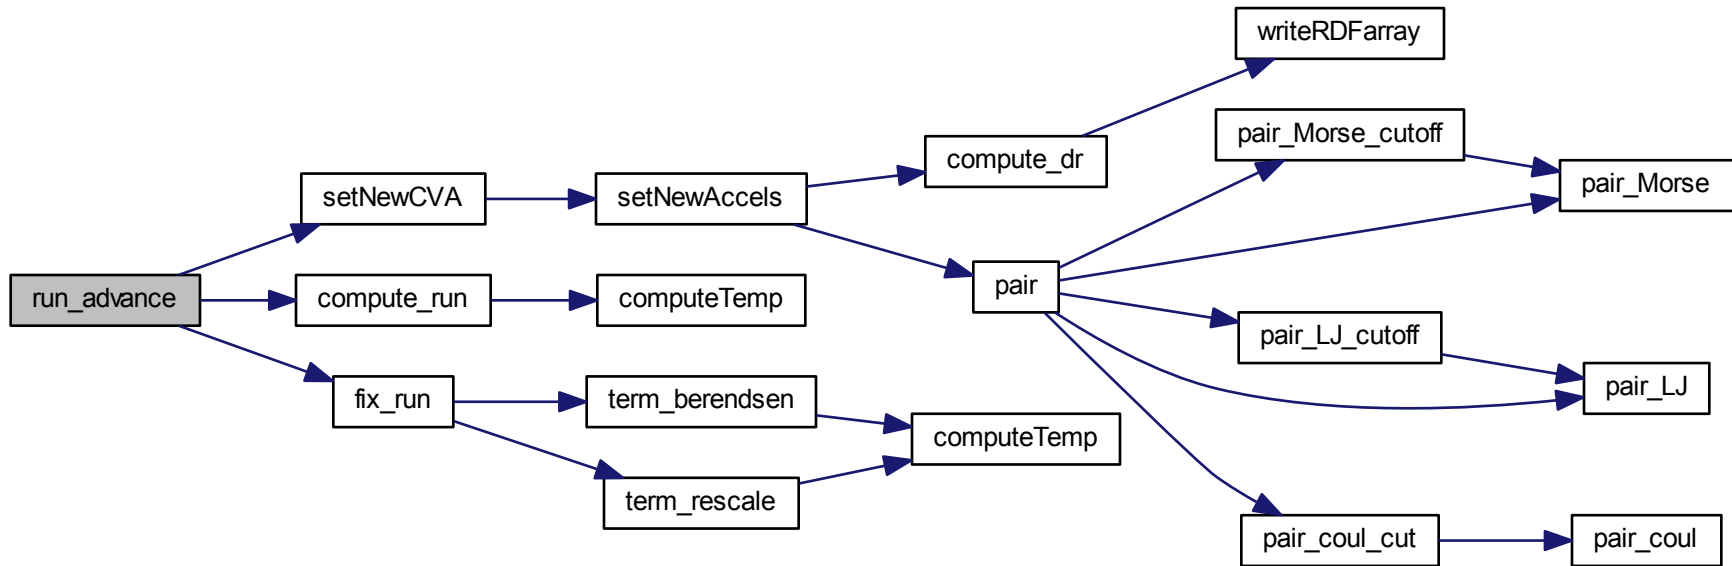 writeRDFarray
pair_Morse_cutoff
compute_dr
pair_Morse
setNewCVA
setNewAccels
run_advance
compute_run
computeTemp
pair
pair_LJ_cutoff
pair_LJ
fix_run
term_berendsen
computeTemp
term_rescale
pair_coul_cut
pair_coul